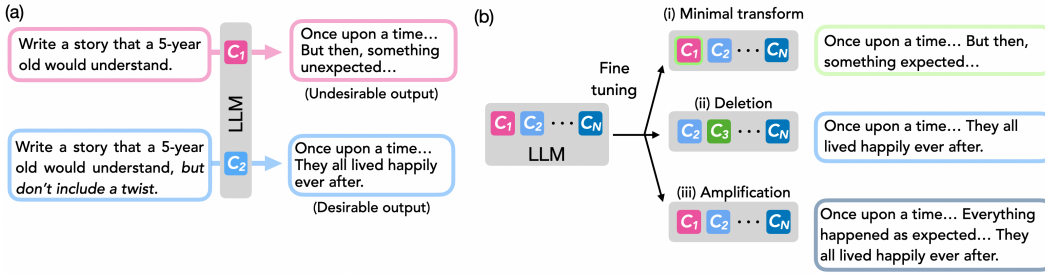 (a)
Write a story that a 5-year
old would understand.
C1
Once upon a time...
But then, something
unexpected...
(Undesirable output)
LLM
Write a story that a 5-year
old would understand, but
don't include a twist.
C2
Once upon a time...
They all lived happily
ever after.
(Desirable output)
(b)
C1 C2 ··· CN
LLM
Fine
tuning
(i) Minimal transform
C1 C2 ··· CN
Once upon a time... But then,
something expected...
(ii) Deletion
C2 C3 ··· CN
Once upon a time... They all
lived happily ever after.
(iii) Amplification
C1 C2 ··· CN
Once upon a time... Everything
happened as expected... They
all lived happily ever after.